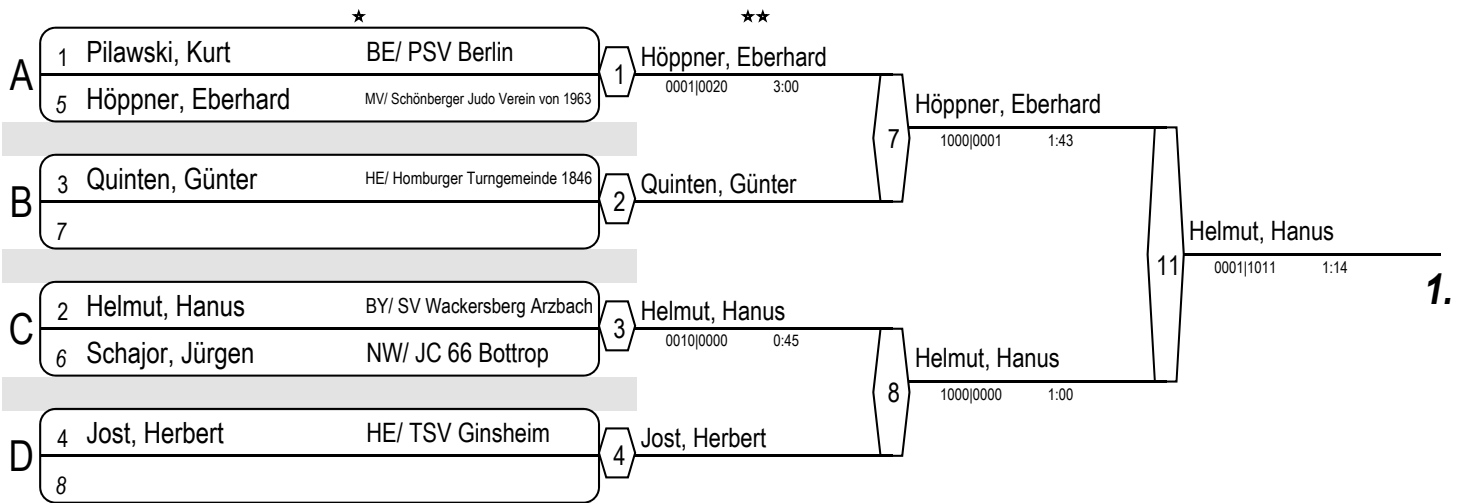 ★ ★★
A
1 Pilawski, Kurt BE/ PSV Berlin
5 Höppner, Eberhard MV/ Schönberger Judo Verein von 1963
B
3 Quinten, Günter HE/ Homburger Turngemeinde 1846
7
C
2 Helmut, Hanus BY/ SV Wackersberg Arzbach
6 Schajor, Jürgen NW/ JC 66 Bottrop
D
4 Jost, Herbert HE/ TSV Ginsheim
8
1 Höppner, Eberhard
0001|0020 3:00
2 Quinten, Günter
3 Helmut, Hanus
0010|0000 0:45
4 Jost, Herbert
7 Höppner, Eberhard
1000|0001 1:43
8 Helmut, Hanus
1000|0000 1:00
11 Helmut, Hanus
0001|1011 1:14
1.